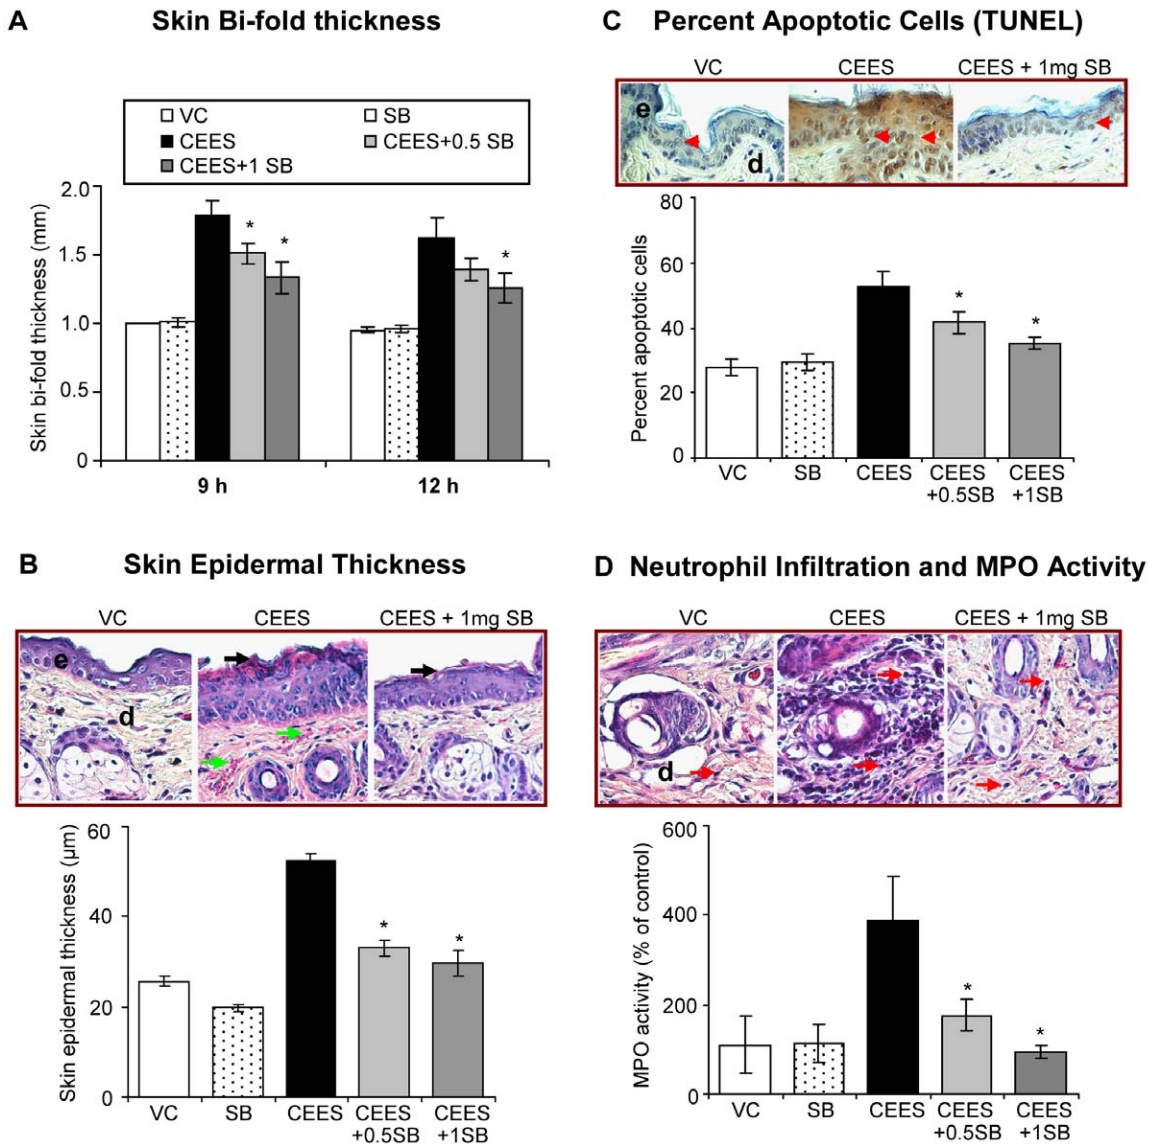 A Skin Bi-fold thickness
VC SB
CEES CEES+0.5 SB
CEES+1 SB
Skin bi-fold thickness (mm)
2.0
1.5
1.0
0.5
0
* *
*
9 h 12 h
C Percent Apoptotic Cells (TUNEL)
VC CEES CEES + 1mg SB
e
d
Percent apoptotic cells
80
60
40
20
0
*
*
VC SB CEES CEES CEES
+0.5SB +1SB
B Skin Epidermal Thickness
VC CEES CEES + 1mg SB
e
d
Skin epidermal thickness (µm)
60
40
20
0
*
*
VC SB CEES CEES CEES
+0.5SB +1SB
D Neutrophil Infiltration and MPO Activity
VC CEES CEES + 1mg SB
d
MPO activity (% of control)
600
400
200
0
*
*
VC SB CEES CEES CEES
+0.5SB +1SB